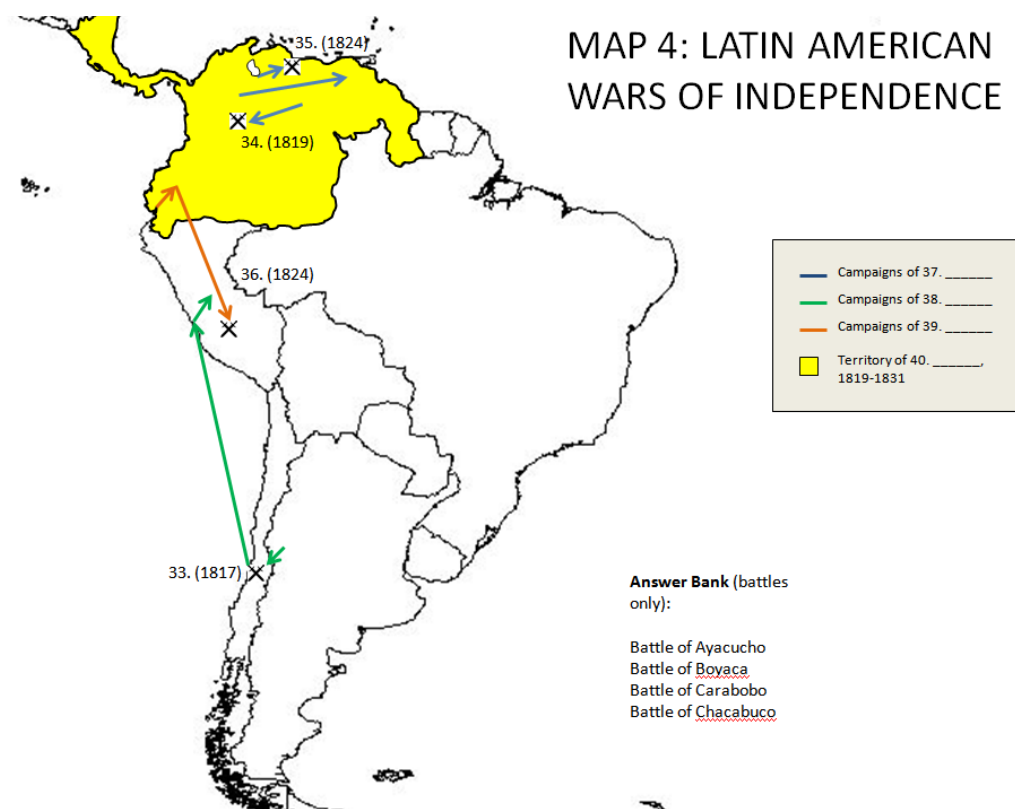 MAP 4: LATIN AMERICAN
WARS OF INDEPENDENCE
35. (1824)
34. (1819)
36. (1824)
33. (1817)
Campaigns of 37. ______
Campaigns of 38. ______
Campaigns of 39. ______
Territory of 40. ______,
1819-1831
Answer Bank (battles
only):
Battle of Ayacucho
Battle of Boyaca
Battle of Carabobo
Battle of Chacabuco